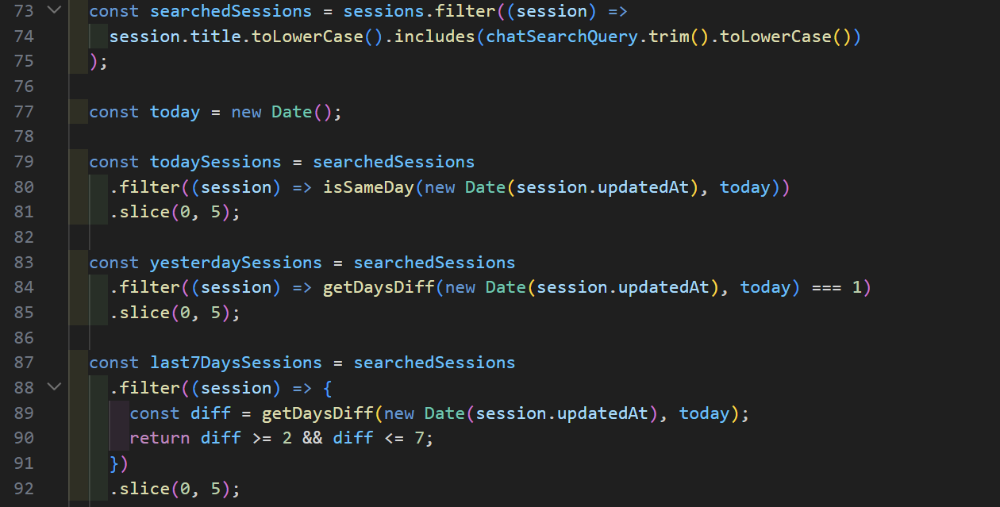 73 const searchedSessions = sessions.filter((session) =>
74 session.title.toLowerCase().includes(chatSearchQuery.trim().toLowerCase())
75 );
76
77 const today = new Date();
78
79 const todaySessions = searchedSessions
80 .filter((session) => isSameDay(new Date(session.updatedAt), today))
81 .slice(0, 5);
82
83 const yesterdaySessions = searchedSessions
84 .filter((session) => getDaysDiff(new Date(session.updatedAt), today) === 1)
85 .slice(0, 5);
86
87 const last7DaysSessions = searchedSessions
88 .filter((session) => {
89 const diff = getDaysDiff(new Date(session.updatedAt), today);
90 return diff >= 2 && diff <= 7;
91 })
92 .slice(0, 5);